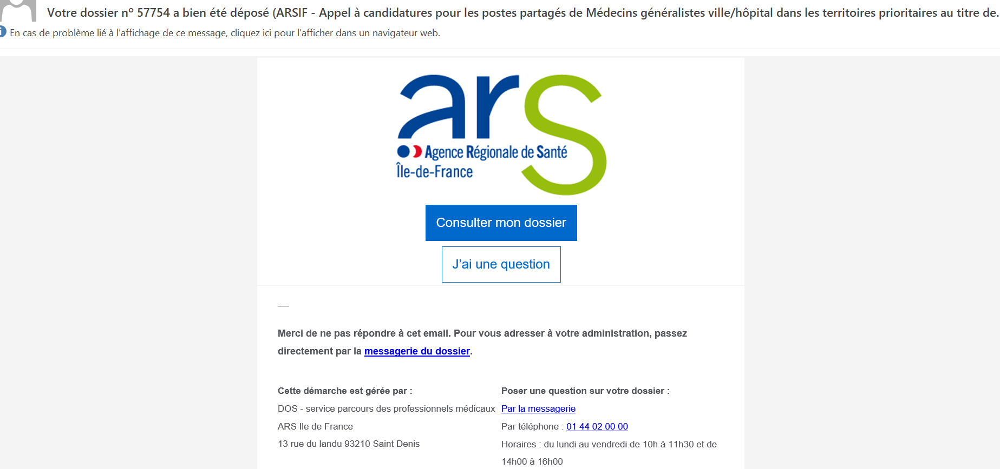 Votre dossier nº 57754 a bien été déposé (ARSIF - Appel à candidatures pour les postes partagés de Médecins généralistes ville/hôpital dans les territoires prioritaires au titre de...
En cas de problème lié à l’affichage de ce message, cliquez ici pour l’afficher dans un navigateur web.
ars
Agence Régionale de Santé
Île-de-France
Consulter mon dossier
J’ai une question
—
Merci de ne pas répondre à cet email. Pour vous adresser à votre administration, passez
directement par la messagerie du dossier.
Cette démarche est gérée par :
DOS - service parcours des professionnels médicaux
ARS Ile de France
13 rue du landu 93210 Saint Denis
Poser une question sur votre dossier :
Par la messagerie
Par téléphone : 01 44 02 00 00
Horaires : du lundi au vendredi de 10h à 11h30 et de
14h00 à 16h00